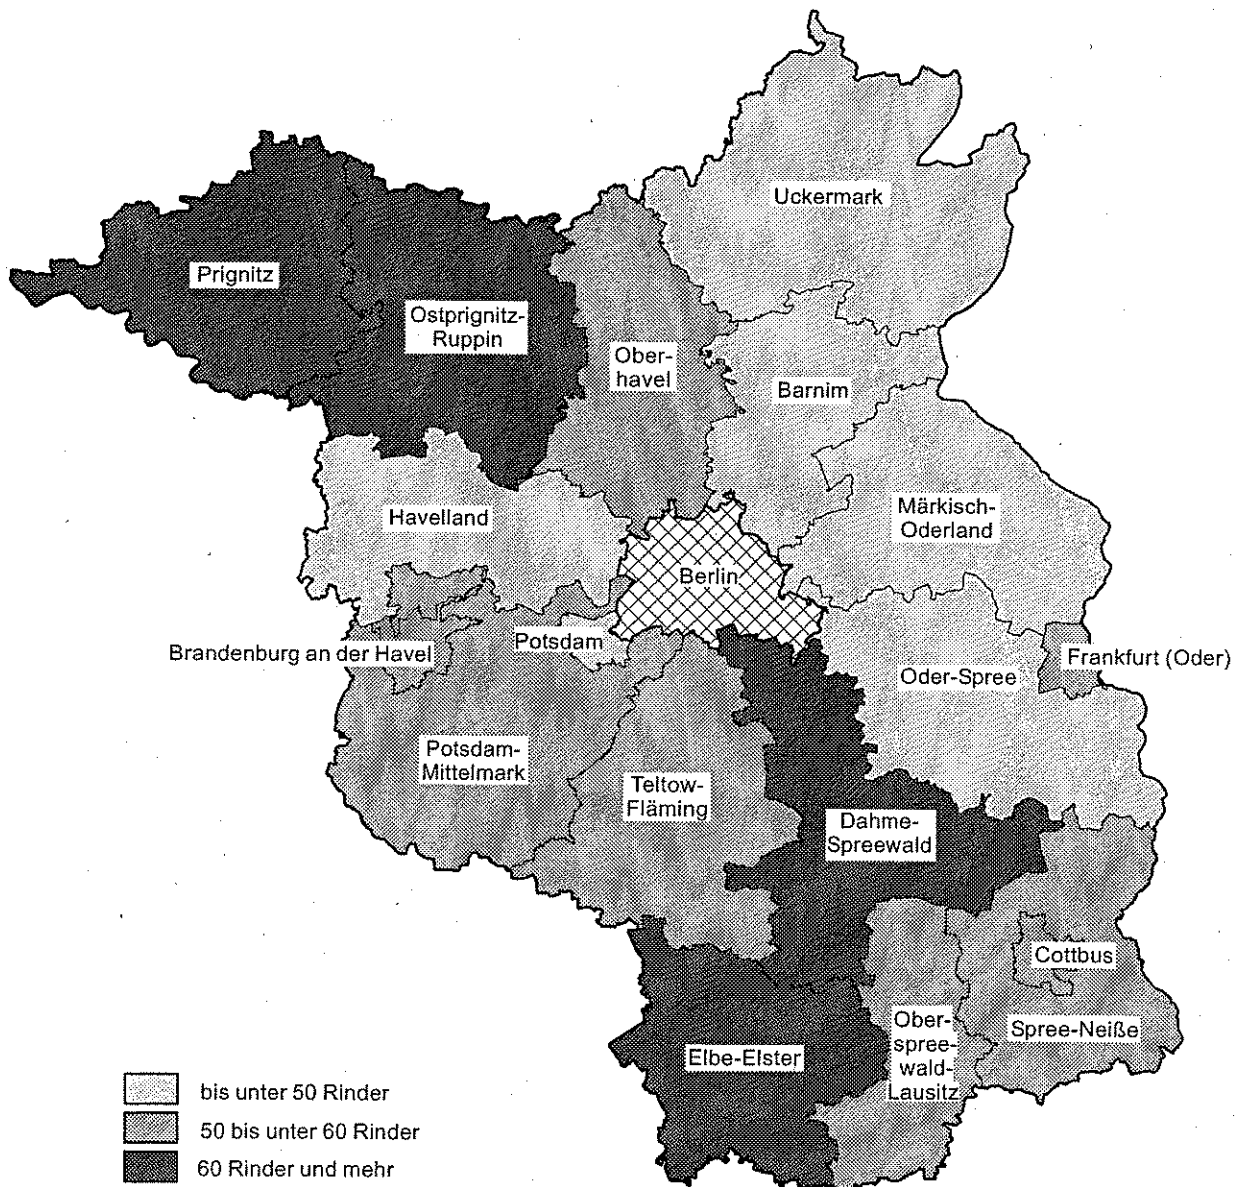 Uckermark
Prignitz
Ostprignitz-
Ruppin
Ober-
havel
Barnim
Havelland
Märkisch-
Oderland
Berlin
Potsdam
Brandenburg an der Havel
Frankfurt (Oder)
Oder-Spree
Potsdam-
Mittelmark
Teltow-
Fläming
Dahme-
Spreewald
Cottbus
Ober-
spree-
wald-
Lausitz
Spree-Neiße
Elbe-Elster
bis unter 50 Rinder
50 bis unter 60 Rinder
60 Rinder und mehr